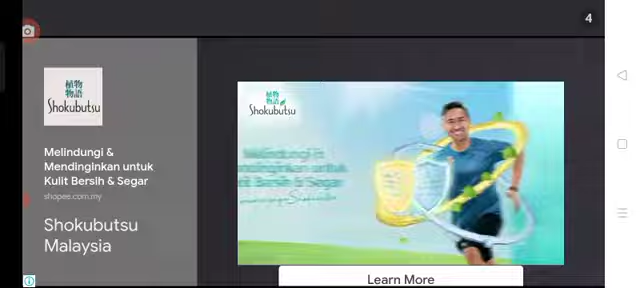 4
植物
物語
Shokubutsu
Melindungi &
Mendinginkan untuk
Kulit Bersih & Segar
shopee.com.my
Shokubutsu
Malaysia
植物
物語
Shokubutsu
Melindungi &
Learn More